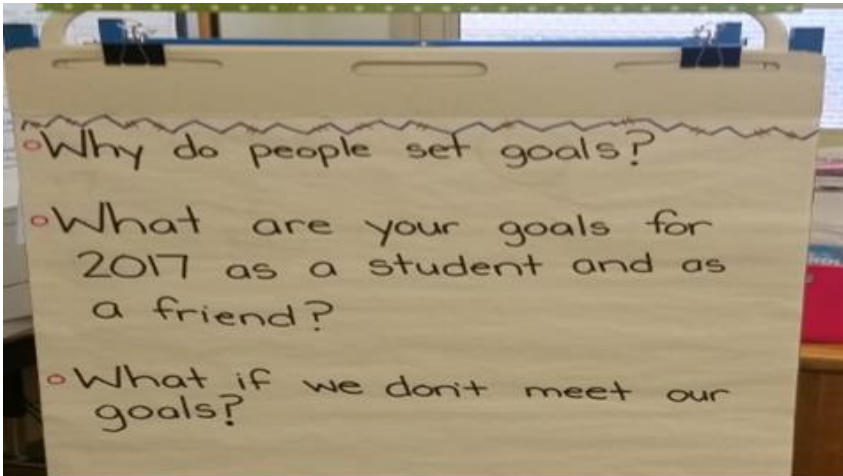 Why do people set goals?
What are your goals for
2017 as a student and as
a friend?
What if we don't meet our
goals?